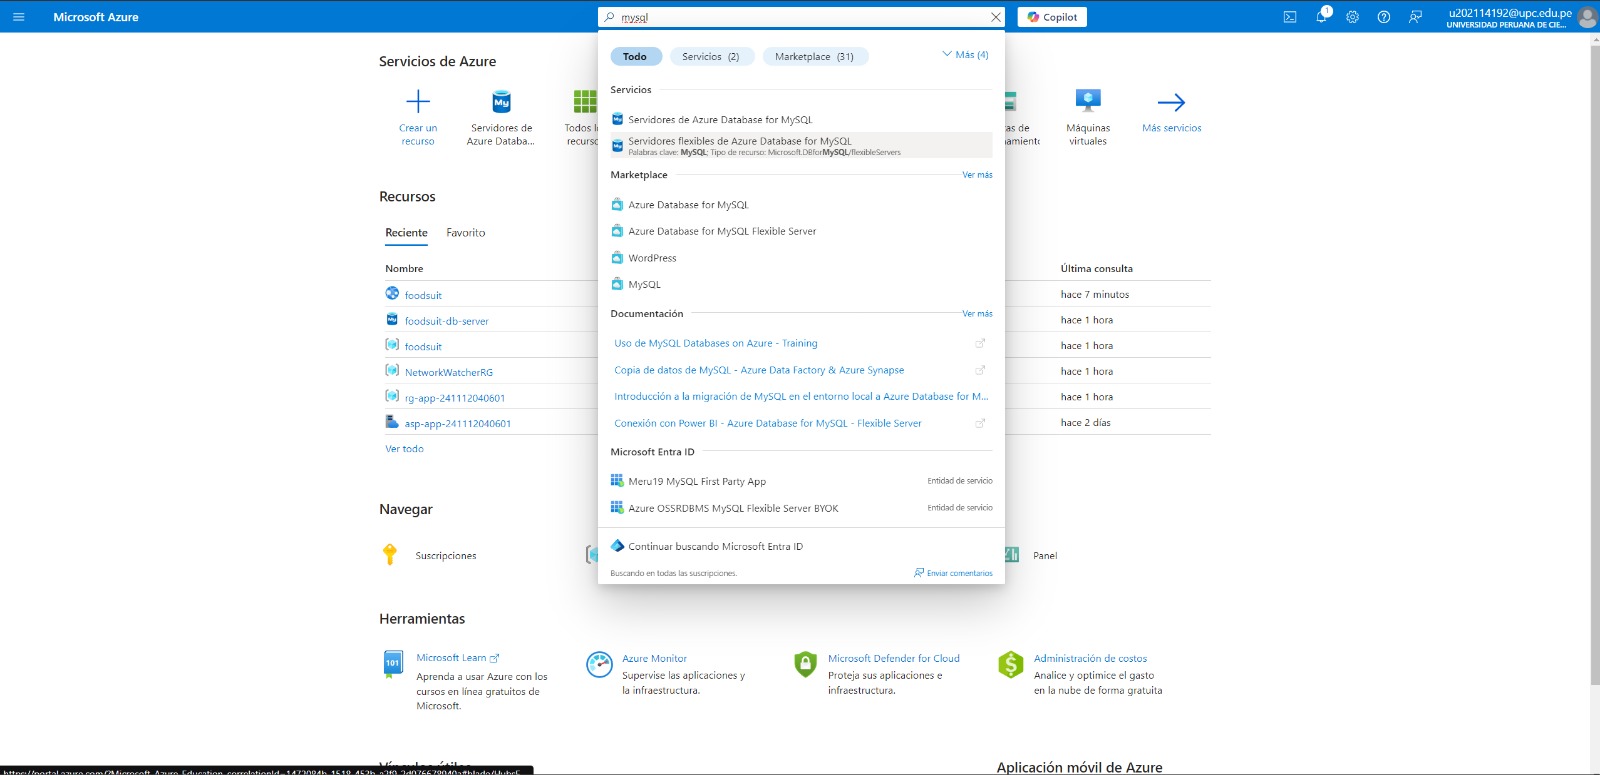 Microsoft Azure
mysql
Copilot
1
u202114192@upc.edu.pe
UNIVERSIDAD PERUANA DE CIE...
Todo
Servicios (2)
Marketplace (31)
Más (4)
Servicios
Servidores de Azure Database for MySQL
Servidores flexibles de Azure Database for MySQL
Palabras clave: MySQL; Tipo de recurso: Microsoft.DBforMySQL/flexibleServers
Marketplace
Ver más
Azure Database for MySQL
Azure Database for MySQL Flexible Server
WordPress
MySQL
Documentación
Ver más
Uso de MySQL Databases on Azure - Training
Copia de datos de MySQL - Azure Data Factory & Azure Synapse
Introducción a la migración de MySQL en el entorno local a Azure Database for M...
Conexión con Power BI - Azure Database for MySQL - Flexible Server
Microsoft Entra ID
Meru19 MySQL First Party App
Entidad de servicio
Azure OSSRDBMS MySQL Flexible Server BYOK
Entidad de servicio
Continuar buscando Microsoft Entra ID
Buscando en todas las suscripciones.
Enviar comentarios
Servicios de Azure
Crear un
recurso
My
Servidores de
Azure Databa...
Todos l
recurso
as de
namiento
Máquinas
virtuales
Más servicios
Recursos
Reciente
Favorito
Nombre
Última consulta
foodsuit
hace 7 minutos
foodsuit-db-server
hace 1 hora
foodsuit
hace 1 hora
NetworkWatcherRG
hace 1 hora
rg-app-241112040601
hace 1 hora
asp-app-241112040601
hace 2 días
Ver todo
Navegar
Suscripciones
Panel
Herramientas
101
Microsoft Learn
Aprenda a usar Azure con los
cursos en línea gratuitos de
Microsoft.
Azure Monitor
Supervise las aplicaciones y
la infraestructura.
Microsoft Defender for Cloud
Proteja sus aplicaciones e
infraestructura.
Administración de costos
Analice y optimice el gasto
en la nube de forma gratuita
Vínculos útiles
Aplicación móvil de Azure